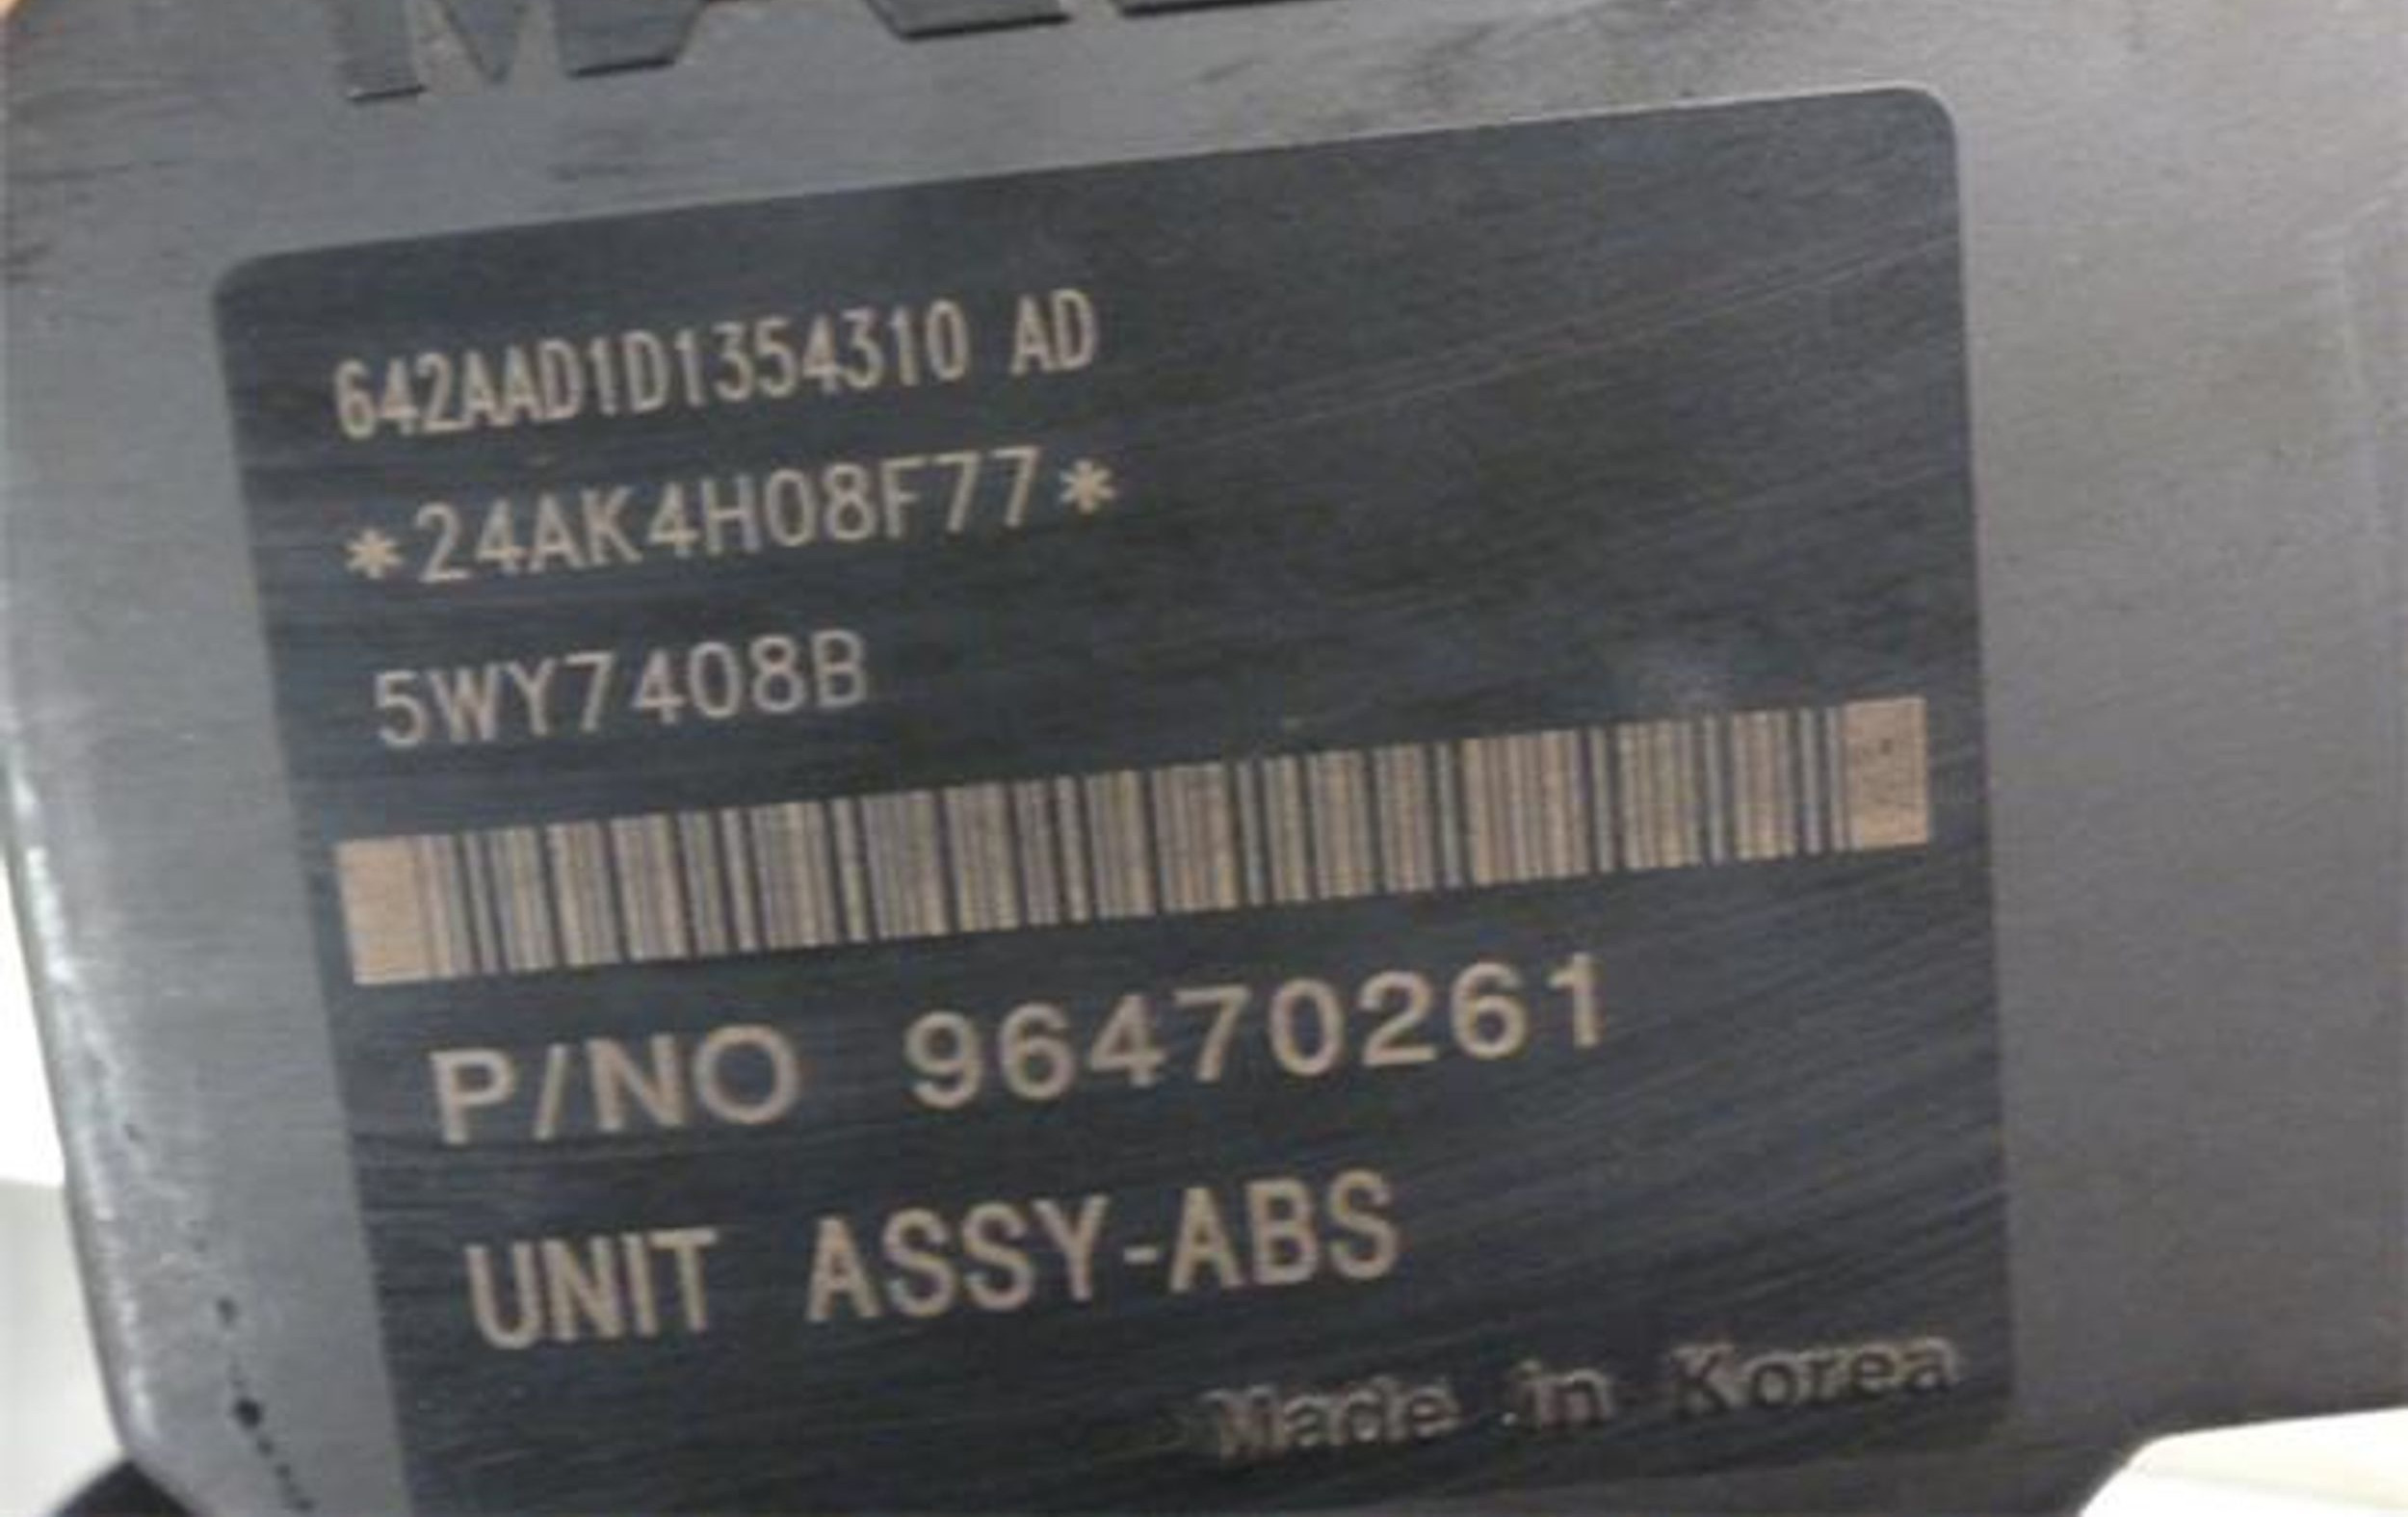 642AAD1D1354310 AD
*24AK4H08F77*
5WY7408B
P/NO 96470261
UNIT ASSY-ABS
Made in Korea